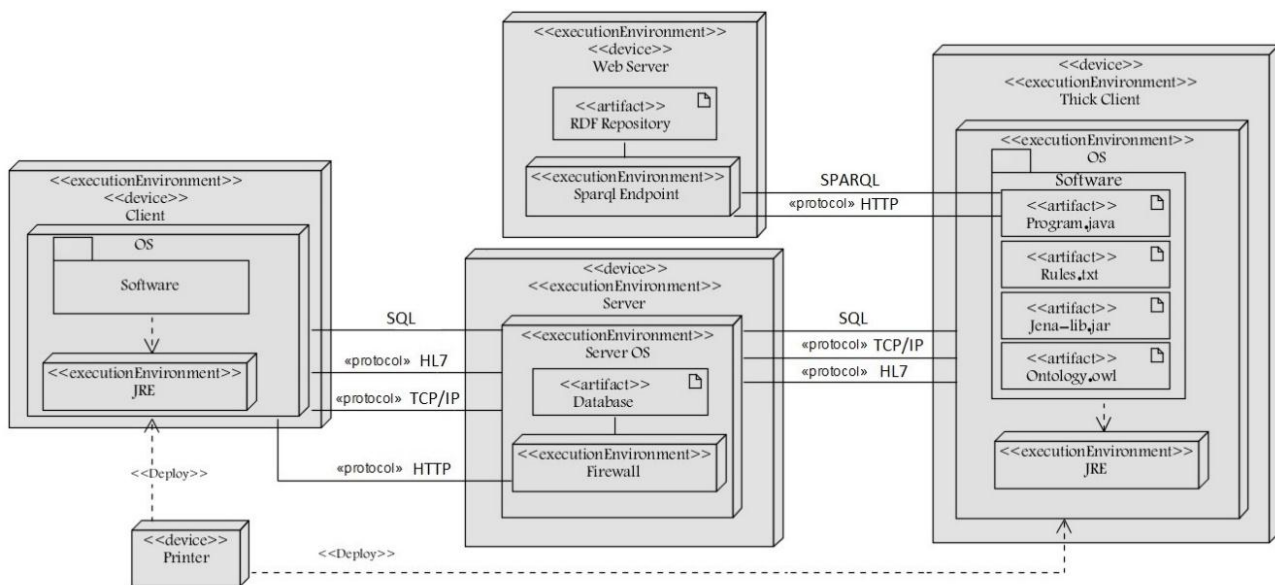 <<executionEnvironment>>
<<device>>
Web Server
<<artifact>>
RDF Repository
<<executionEnvironment>>
Sparql Endpoint
<<device>>
<<executionEnvironment>>
Thick Client
<<executionEnvironment>>
OS
Software
<<artifact>>
Program.java
<<artifact>>
Rules.txt
<<artifact>>
Jena-lib.jar
<<artifact>>
Ontology.owl
<<executionEnvironment>>
JRE
SPARQL
«protocol» HTTP
<<executionEnvironment>>
<<device>>
Client
OS
Software
<<executionEnvironment>>
JRE
SQL
«protocol» HL7
«protocol» TCP/IP
«protocol» HTTP
<<device>>
<<executionEnvironment>>
Server
<<executionEnvironment>>
Server OS
<<artifact>>
Database
<<executionEnvironment>>
Firewall
SQL
«protocol» TCP/IP
«protocol» HL7
<<Deploy>>
<<device>>
Printer
<<Deploy>>